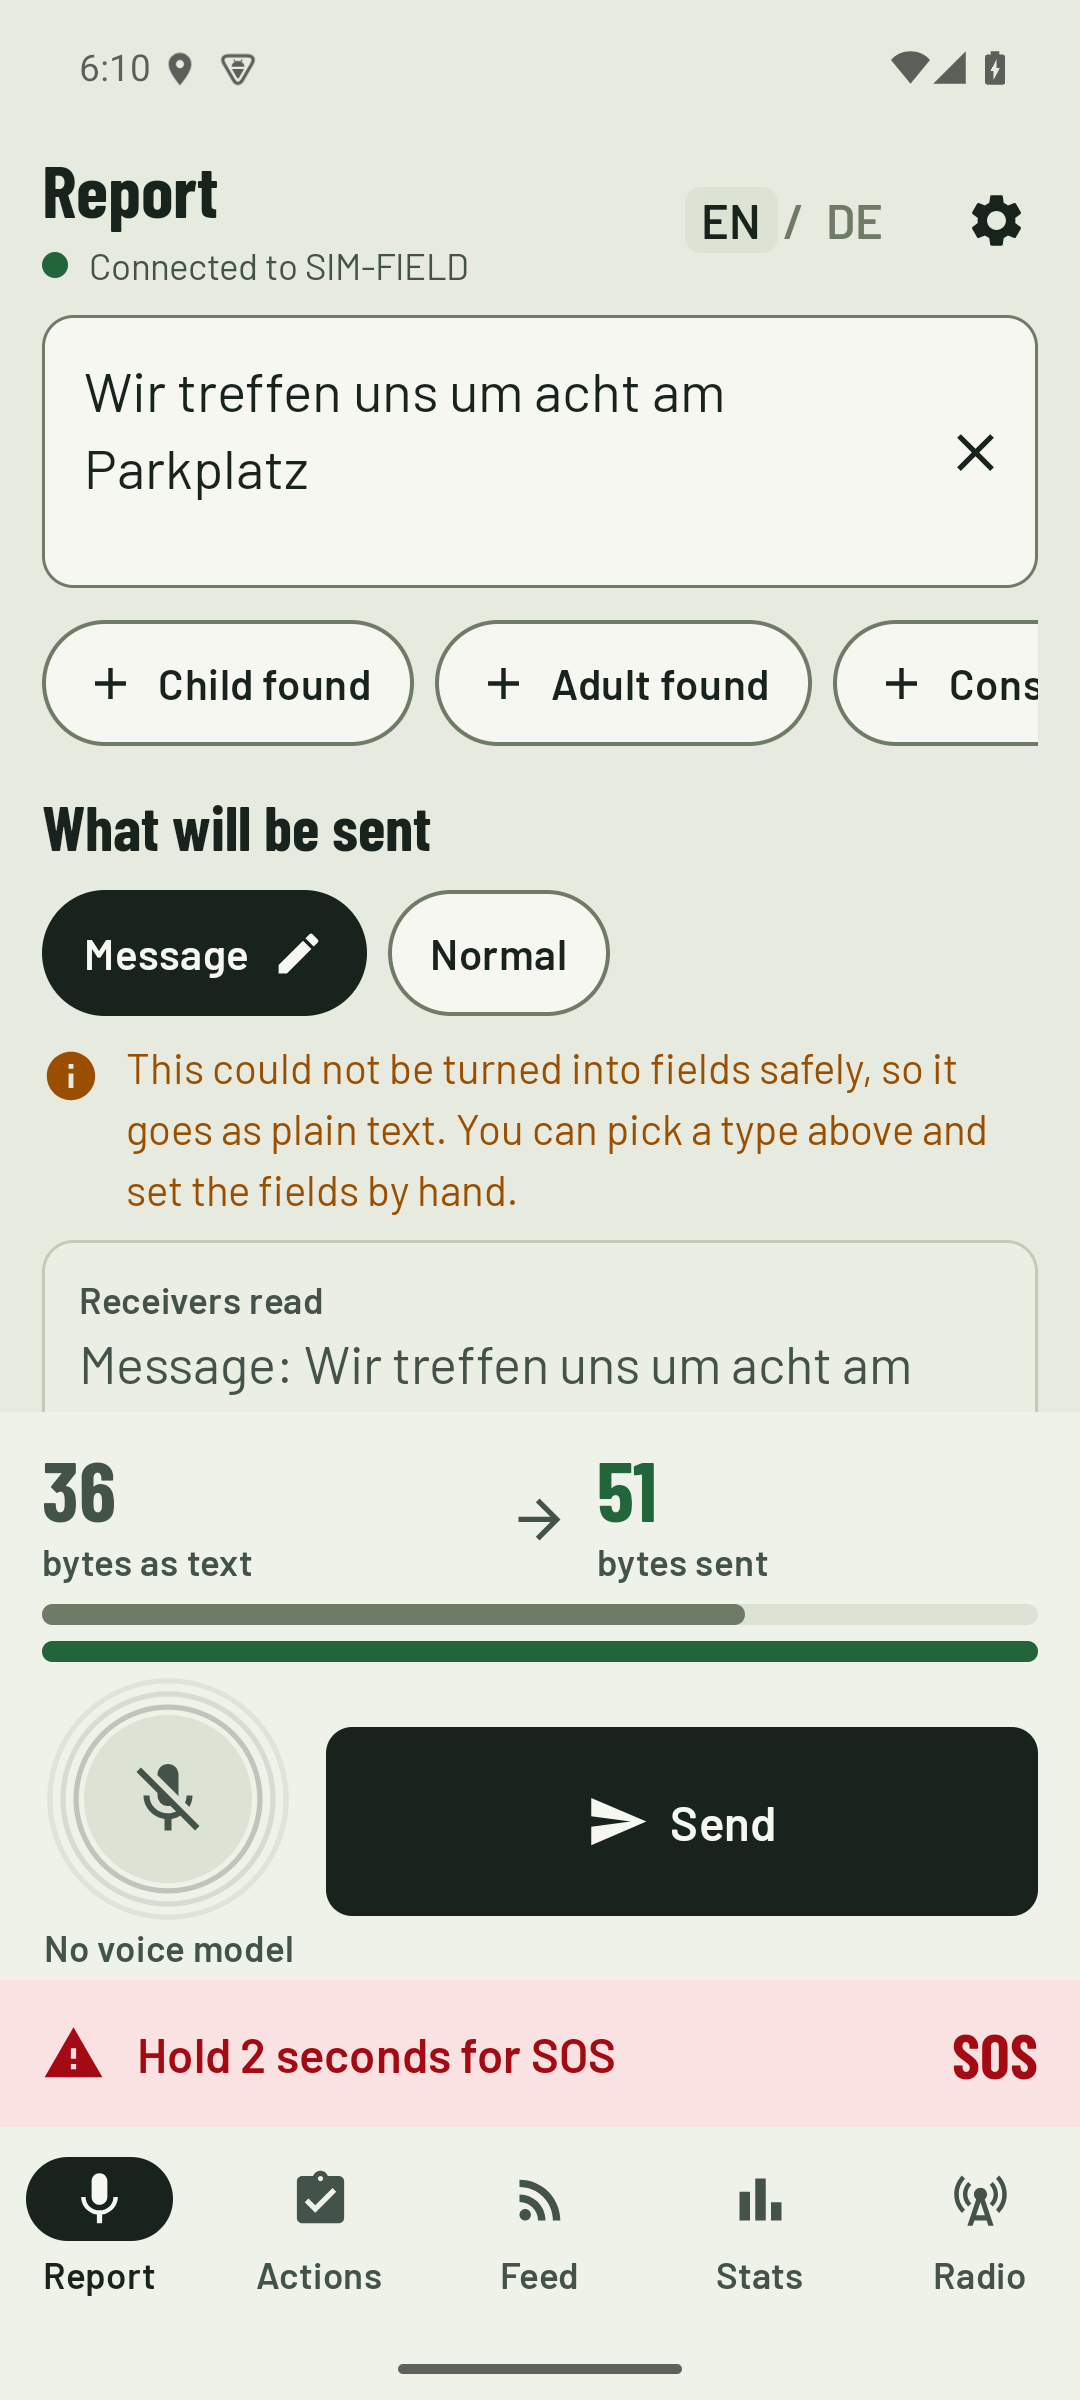 6:10
Report
EN / DE
Connected to SIM-FIELD
Wir treffen uns um acht am
Parkplatz
Child found
Adult found
Cons
What will be sent
Message
Normal
This could not be turned into fields safely, so it
goes as plain text. You can pick a type above and
set the fields by hand.
Receivers read
Message: Wir treffen uns um acht am
36
51
bytes as text
bytes sent
Send
No voice model
Hold 2 seconds for SOS
SOS
Report
Actions
Feed
Stats
Radio